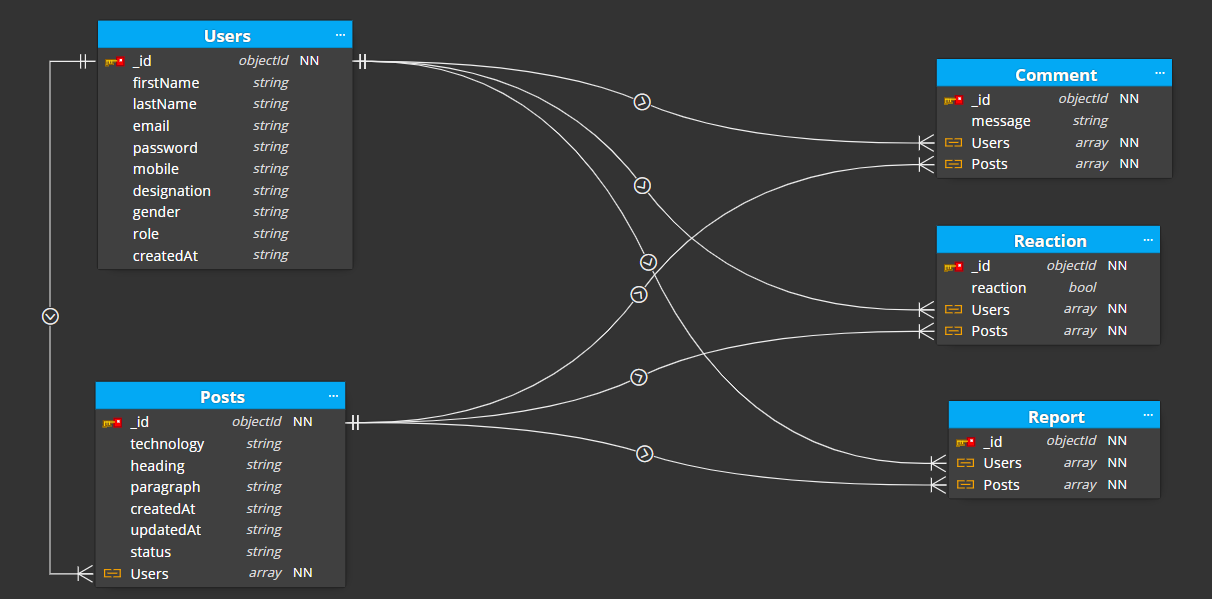 Users ...
_id objectId NN
firstName string
lastName string
email string
password string
mobile string
designation string
gender string
role string
createdAt string
Posts ...
_id objectId NN
technology string
heading string
paragraph string
createdAt string
updatedAt string
status string
Users array NN
Comment ...
_id objectId NN
message string
Users array NN
Posts array NN
Reaction ...
_id objectId NN
reaction bool
Users array NN
Posts array NN
Report ...
_id objectId NN
Users array NN
Posts array NN